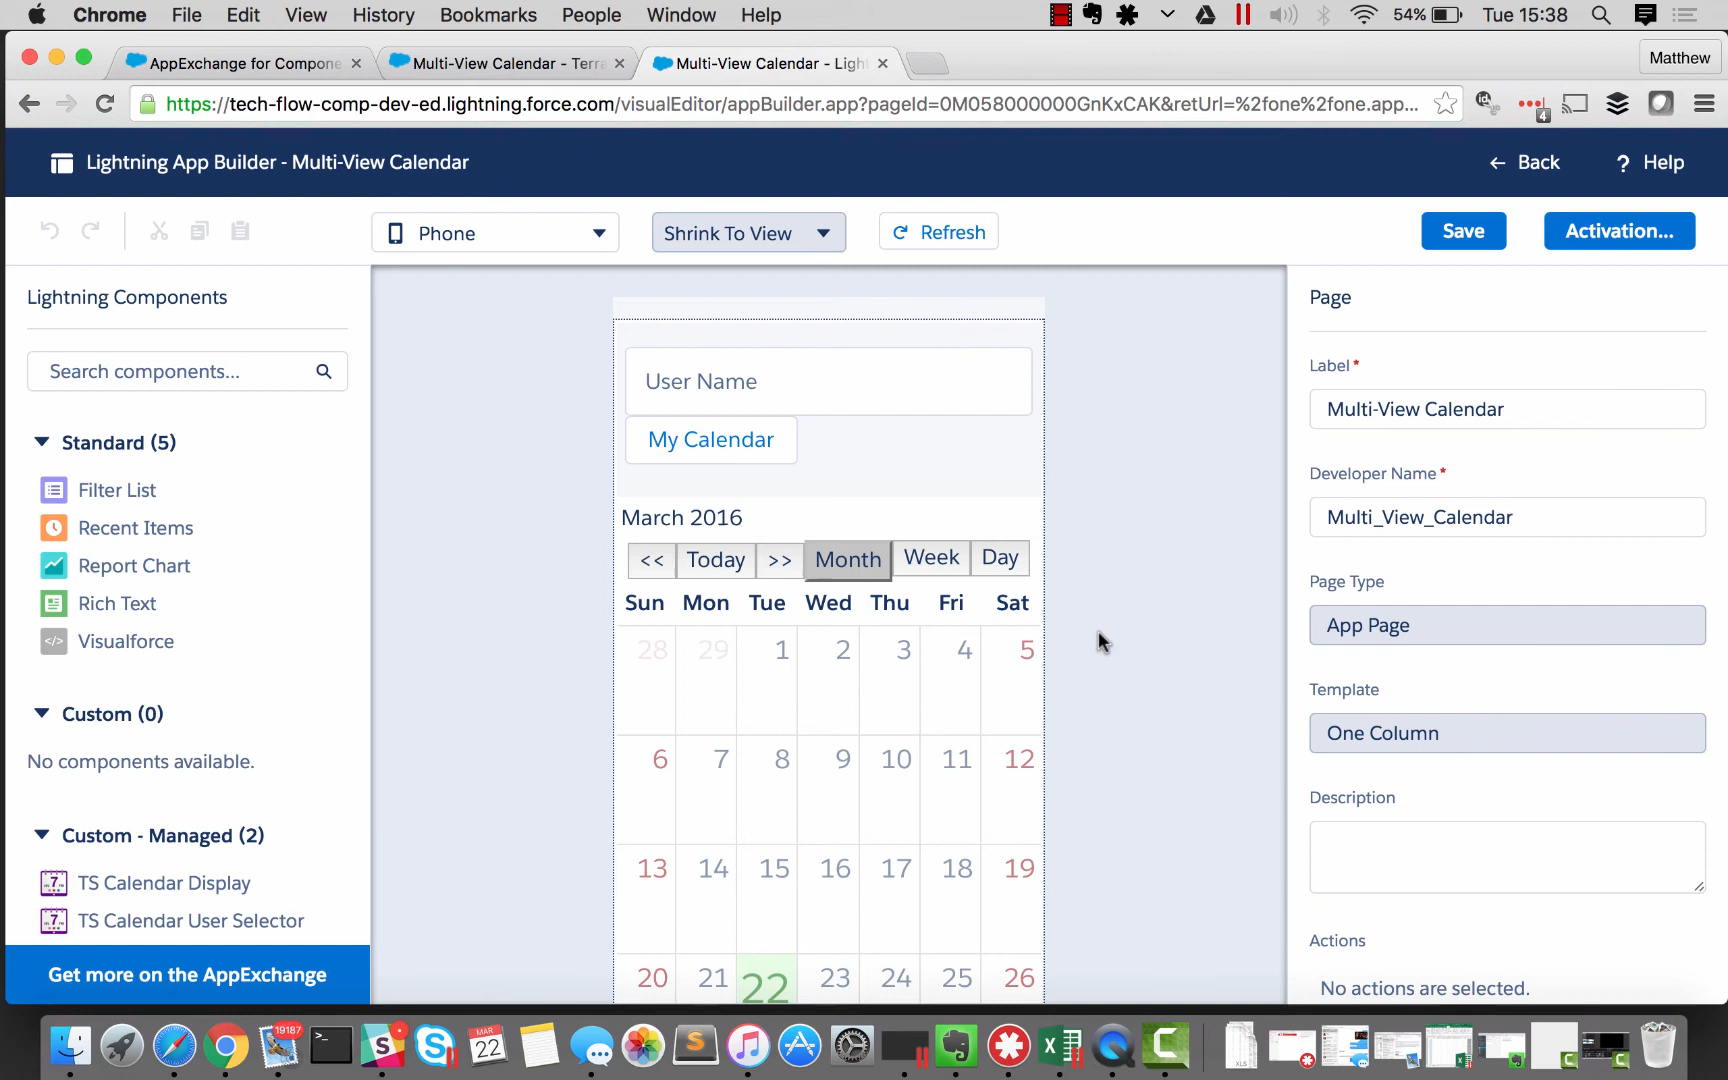 Chrome File Edit View History Bookmarks People Window Help 54% Tue 15:38
AppExchange for Compone Multi-View Calendar - Terra Multi-View Calendar - Light Matthew
https://tech-flow-comp-dev-ed.lightning.force.com/visualEditor/appBuilder.app?pageId=0M058000000GnKxCAK&retUrl=%2fone%2fone.app...
Lightning App Builder - Multi-View Calendar Back ? Help
Phone Shrink To View Refresh Save Activation...
Lightning Components
Search components...
Standard (5)
Filter List
Recent Items
Report Chart
Rich Text
Visualforce
Custom (0)
No components available.
Custom - Managed (2)
TS Calendar Display
TS Calendar User Selector
Get more on the AppExchange
User Name
My Calendar
March 2016
<< Today >> Month Week Day
Sun Mon Tue Wed Thu Fri Sat
28 29 1 2 3 4 5
6 7 8 9 10 11 12
13 14 15 16 17 18 19
20 21 22 23 24 25 26
Page
Label *
Multi-View Calendar
Developer Name *
Multi_View_Calendar
Page Type
App Page
Template
One Column
Description
Actions
No actions are selected.
19187
MAR
22